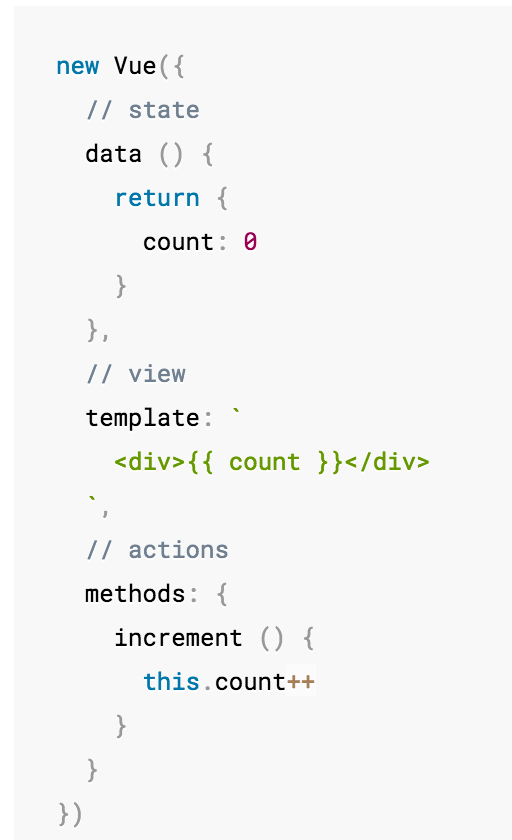 new Vue({
  // state
  data () {
    return {
      count: 0
    }
  },
  // view
  template: `
    <div>{{ count }}</div>
  `,
  // actions
  methods: {
    increment () {
      this.count++
    }
  }
})